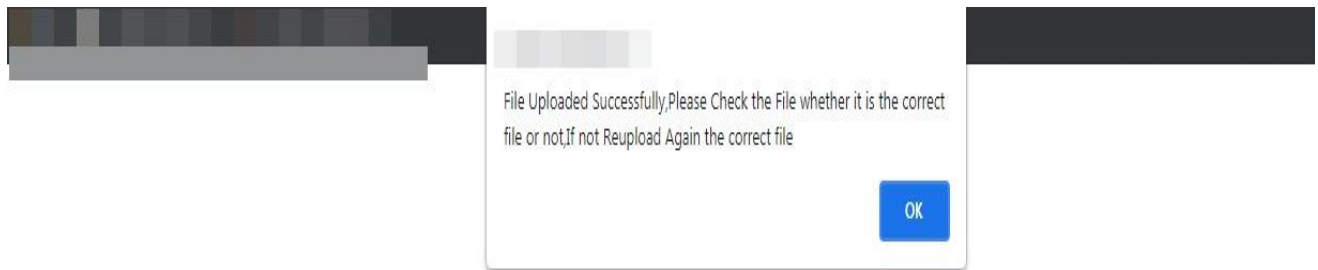 File Uploaded Successfully,Please Check the File whether it is the correct
file or not,If not Reupload Again the correct file
OK